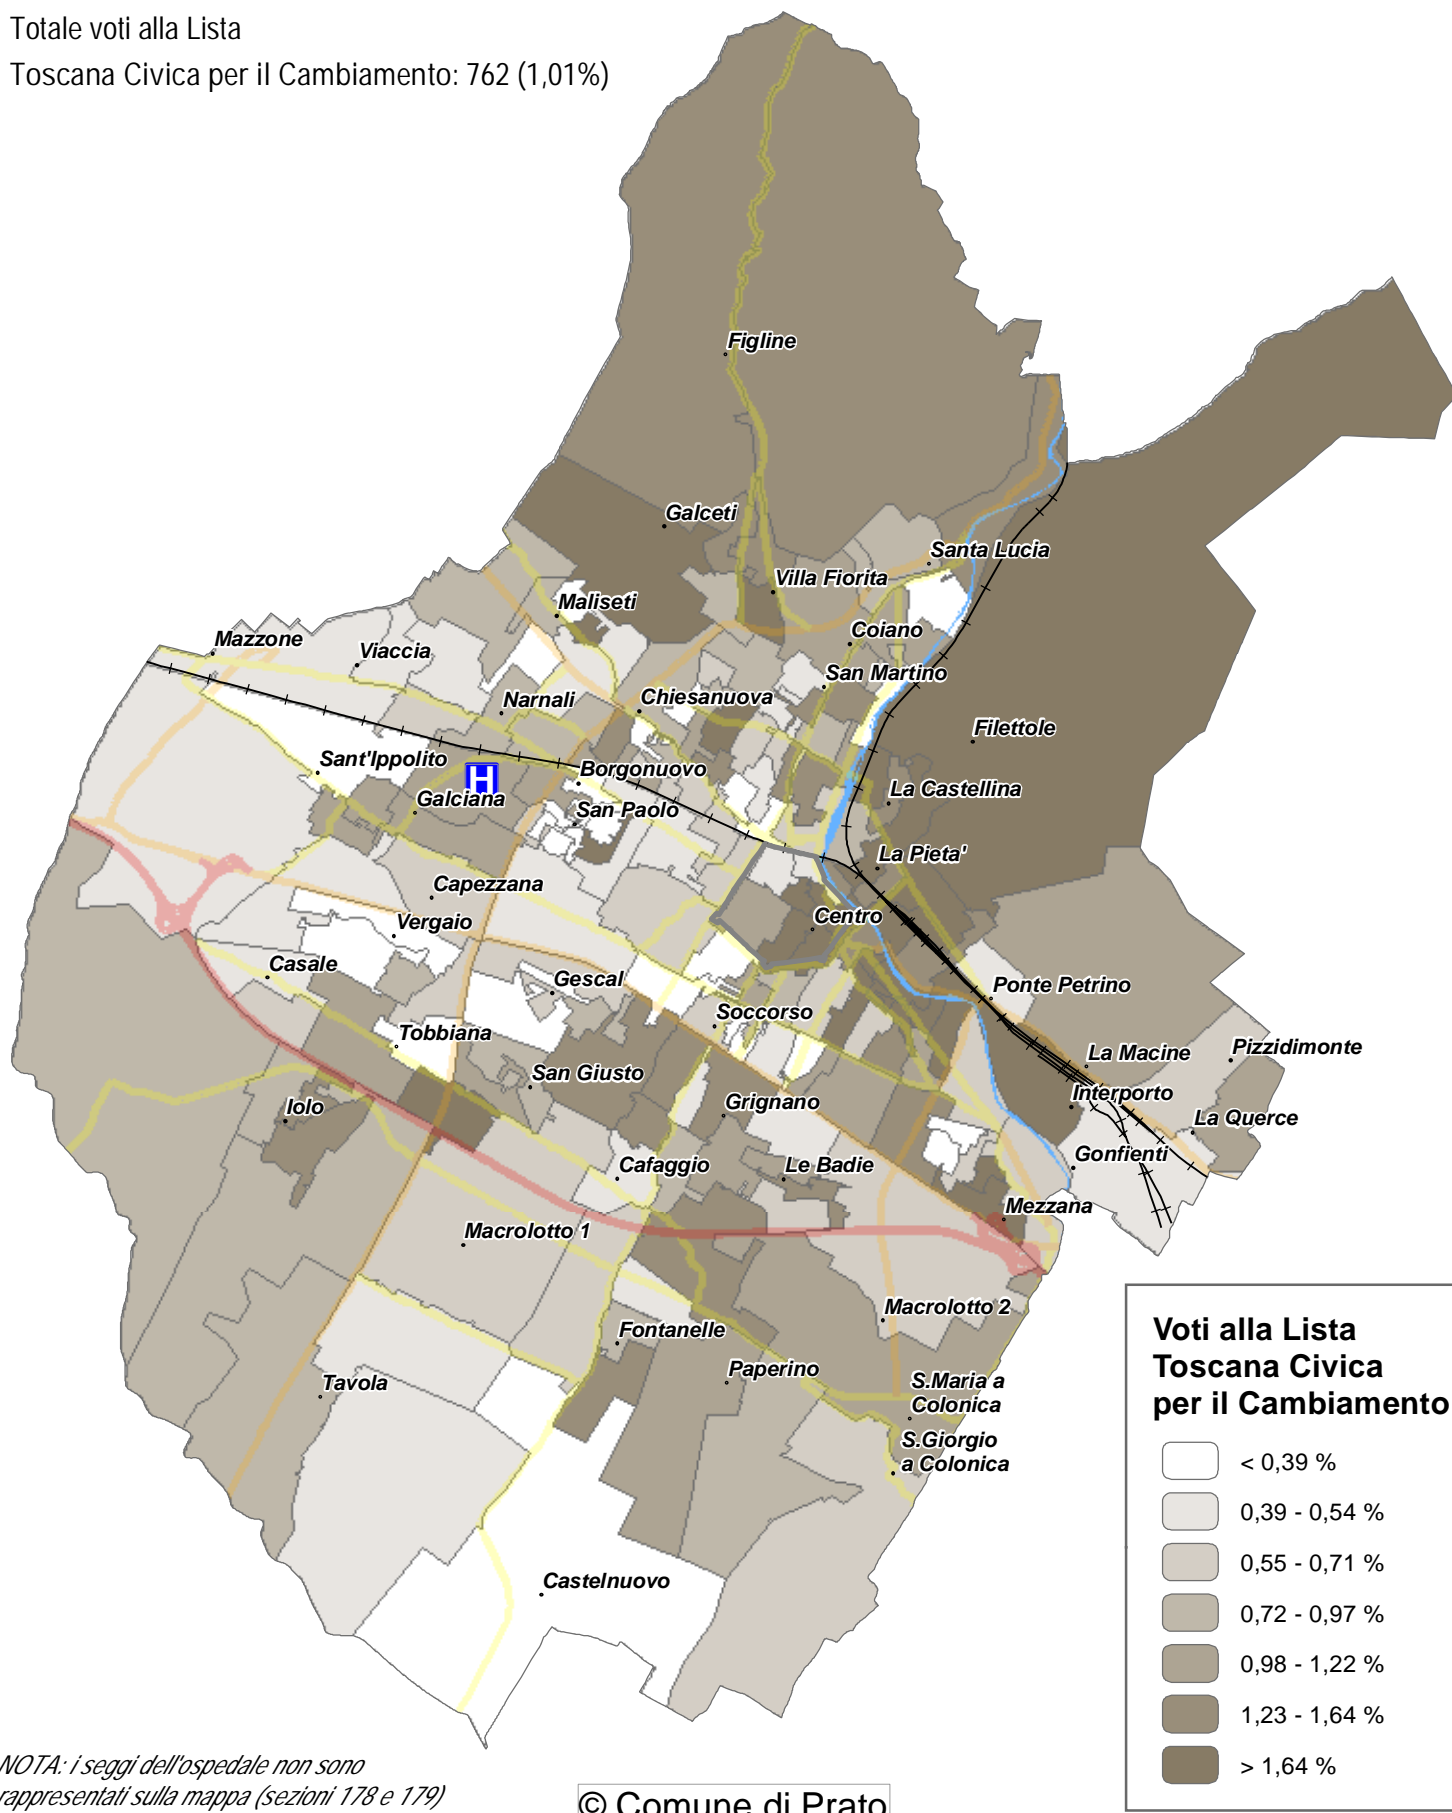 Totale voti alla Lista
Toscana Civica per il Cambiamento: 762 (1,01%)
Figline
Galceti
Santa Lucia
Villa Fiorita
Maliseti
Coiano
Mazzone
Viaccia
San Martino
Narnali
Chiesanuova
Filettole
Sant'Ippolito
Borgonuovo
H
La Castellina
Galciana
San Paolo
La Pieta'
Capezzana
Centro
Vergaio
Casale
Gescal
Ponte Petrino
Soccorso
Tobbiana
La Macine
Pizzidimonte
San Giusto
Interporto
Iolo
Grignano
La Querce
Gonfienti
Cafaggio
Le Badie
Mezzana
Macrolotto 1
Macrolotto 2
Fontanelle
Paperino
Tavola
S.Maria a
Colonica
S.Giorgio
a Colonica
Castelnuovo
Voti alla Lista
Toscana Civica
per il Cambiamento
< 0,39 %
0,39 - 0,54 %
0,55 - 0,71 %
0,72 - 0,97 %
0,98 - 1,22 %
1,23 - 1,64 %
> 1,64 %
NOTA: i seggi dell'ospedale non sono
rappresentati sulla mappa (sezioni 178 e 179)
© Comune di Prato